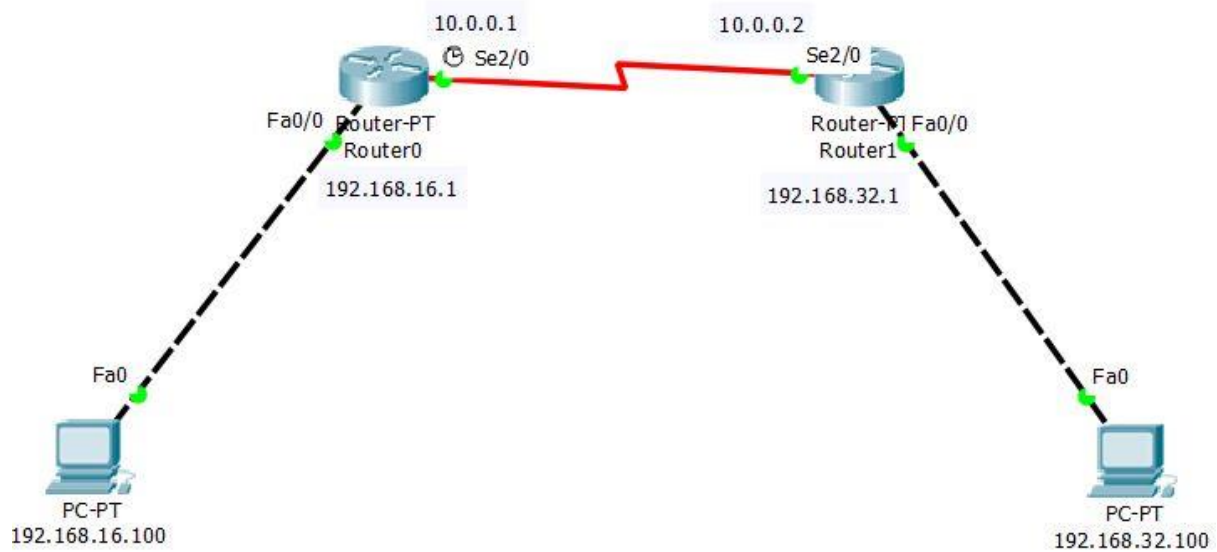 10.0.0.1
10.0.0.2
Se2/0
Se2/0
Fa0/0
Router-PT
Router0
192.168.16.1
Router-PT
Fa0/0
Router1
192.168.32.1
Fa0
Fa0
PC-PT
192.168.16.100
PC-PT
192.168.32.100